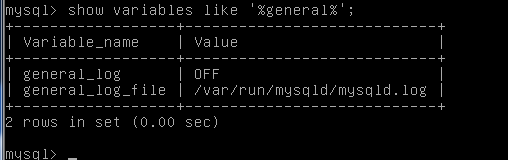 mysql> show variables like '%general%';
+------------------+----------------------------+
| Variable_name    | Value                      |
+------------------+----------------------------+
| general_log      | OFF                        |
| general_log_file | /var/run/mysqld/mysqld.log |
+------------------+----------------------------+
2 rows in set (0.00 sec)
mysql> _